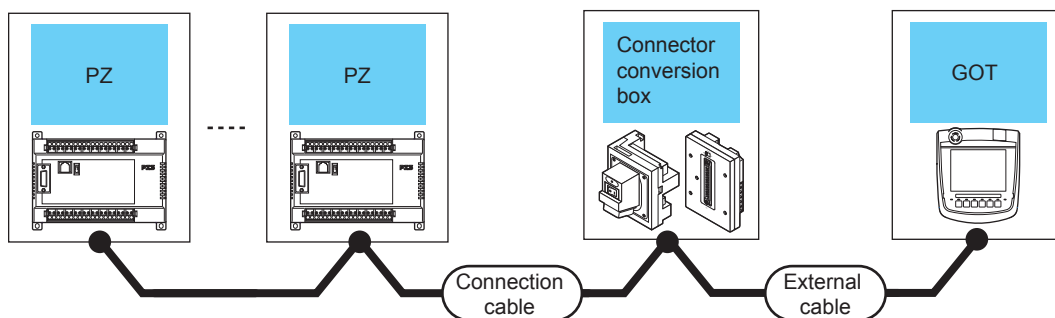 PZ
PZ
Connector
conversion
box
GOT
Connection
cable
External
cable